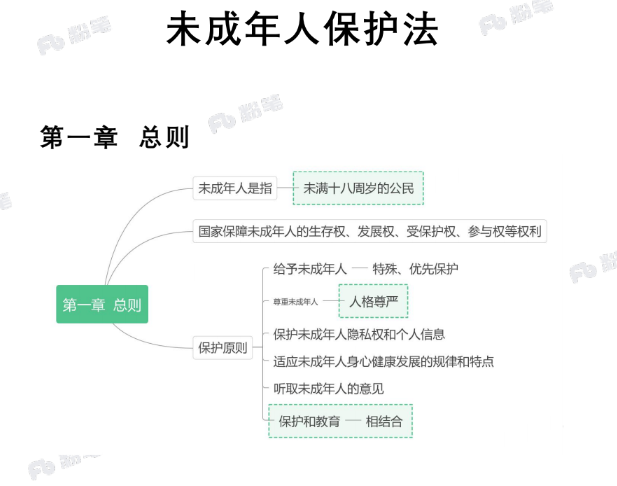 未成年人保护法
第一章 总则
未成年人是指 未满十八周岁的公民
国家保障未成年人的生存权、发展权、受保护权、参与权等权利
第一章 总则
保护原则
给予未成年人 特殊、优先保护
尊重未成年人 人格尊严
保护未成年人隐私权和个人信息
适应未成年人身心健康发展的规律和特点
听取未成年人的意见
保护和教育 相结合
粉笔
粉笔
粉笔
粉笔
粉笔